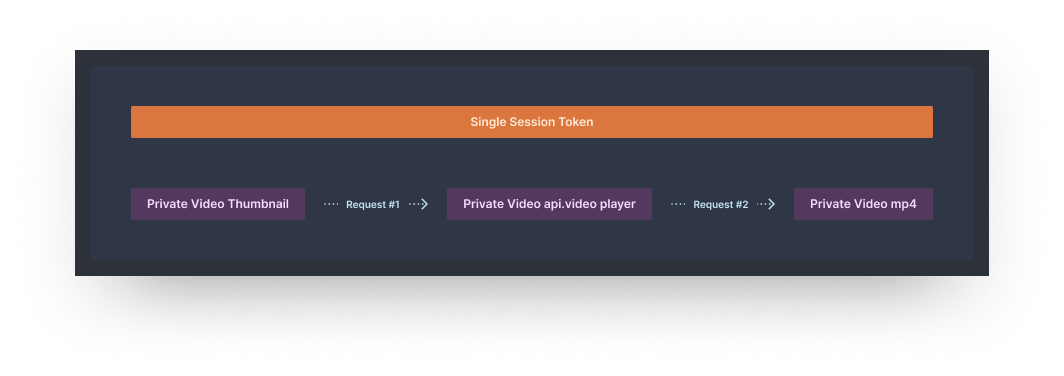 Single Session Token
Private Video Thumbnail
Request #1
Private Video api.video player
Request #2
Private Video mp4